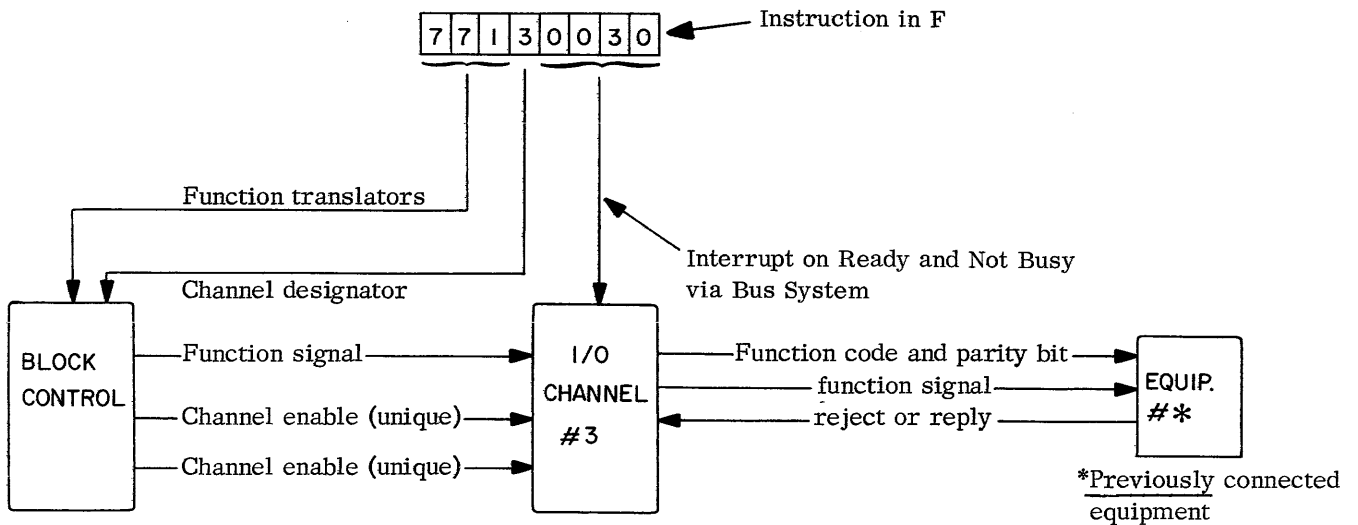 7 7 1 3 0 0 3 0
Instruction in F
Function translators
Channel designator
Interrupt on Ready and Not Busy
via Bus System
BLOCK
CONTROL
Function signal
Channel enable (unique)
Channel enable (unique)
I/O
CHANNEL
#3
Function code and parity bit
function signal
reject or reply
EQUIP.
#*
*Previously connected
equipment